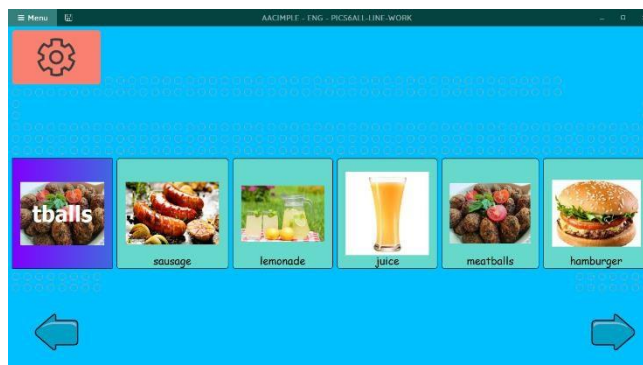 Menu
AACIMPLE - ENG - PICS6ALL-LINE-WORK
tballs
sausage
lemonade
juice
meatballs
hamburger